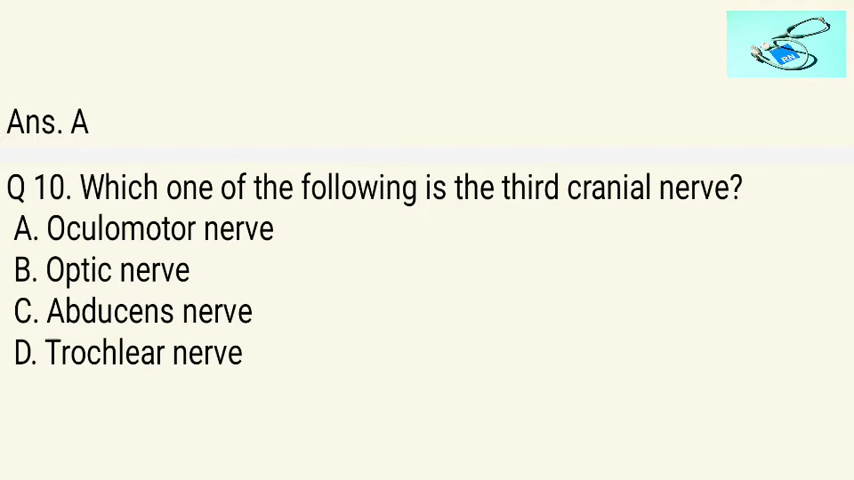 RN
Ans. A
Q 10. Which one of the following is the third cranial nerve?
A. Oculomotor nerve
B. Optic nerve
C. Abducens nerve
D. Trochlear nerve